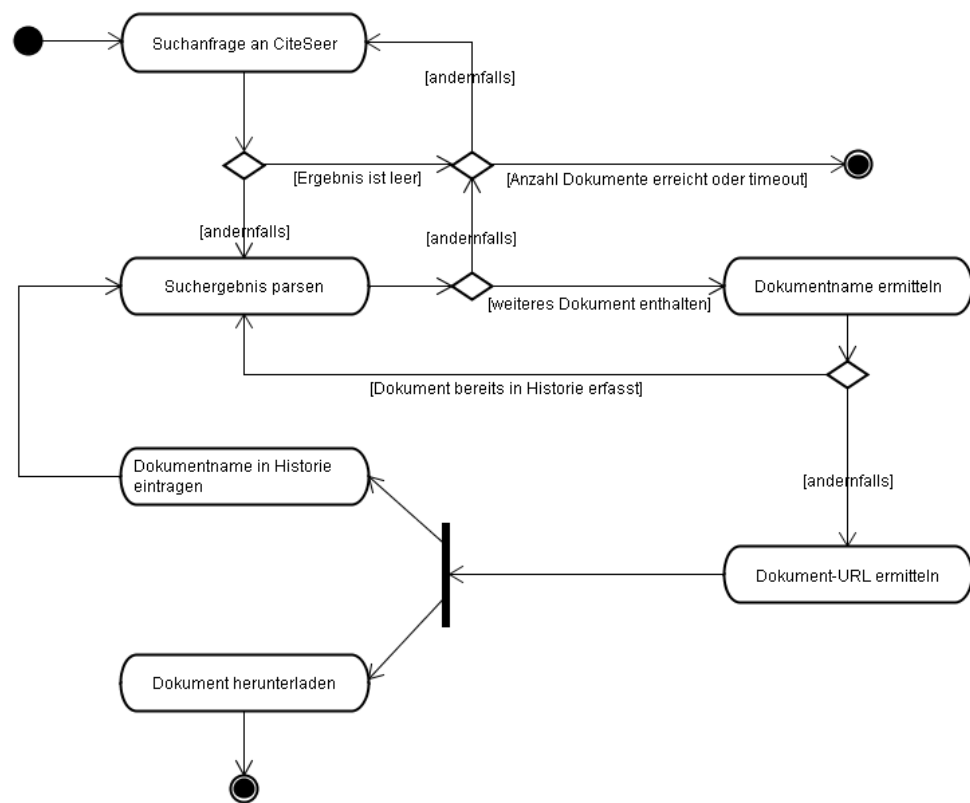 Suchanfrage an CiteSeer
[andernfalls]
[Ergebnis ist leer]
[Anzahl Dokumente erreicht oder timeout]
[andernfalls]
[andernfalls]
Suchergebnis parsen
Dokumentname ermitteln
[weiteres Dokument enthalten]
[Dokument bereits in Historie erfasst]
Dokumentname in Historie
eintragen
[andernfalls]
Dokument-URL ermitteln
Dokument herunterladen